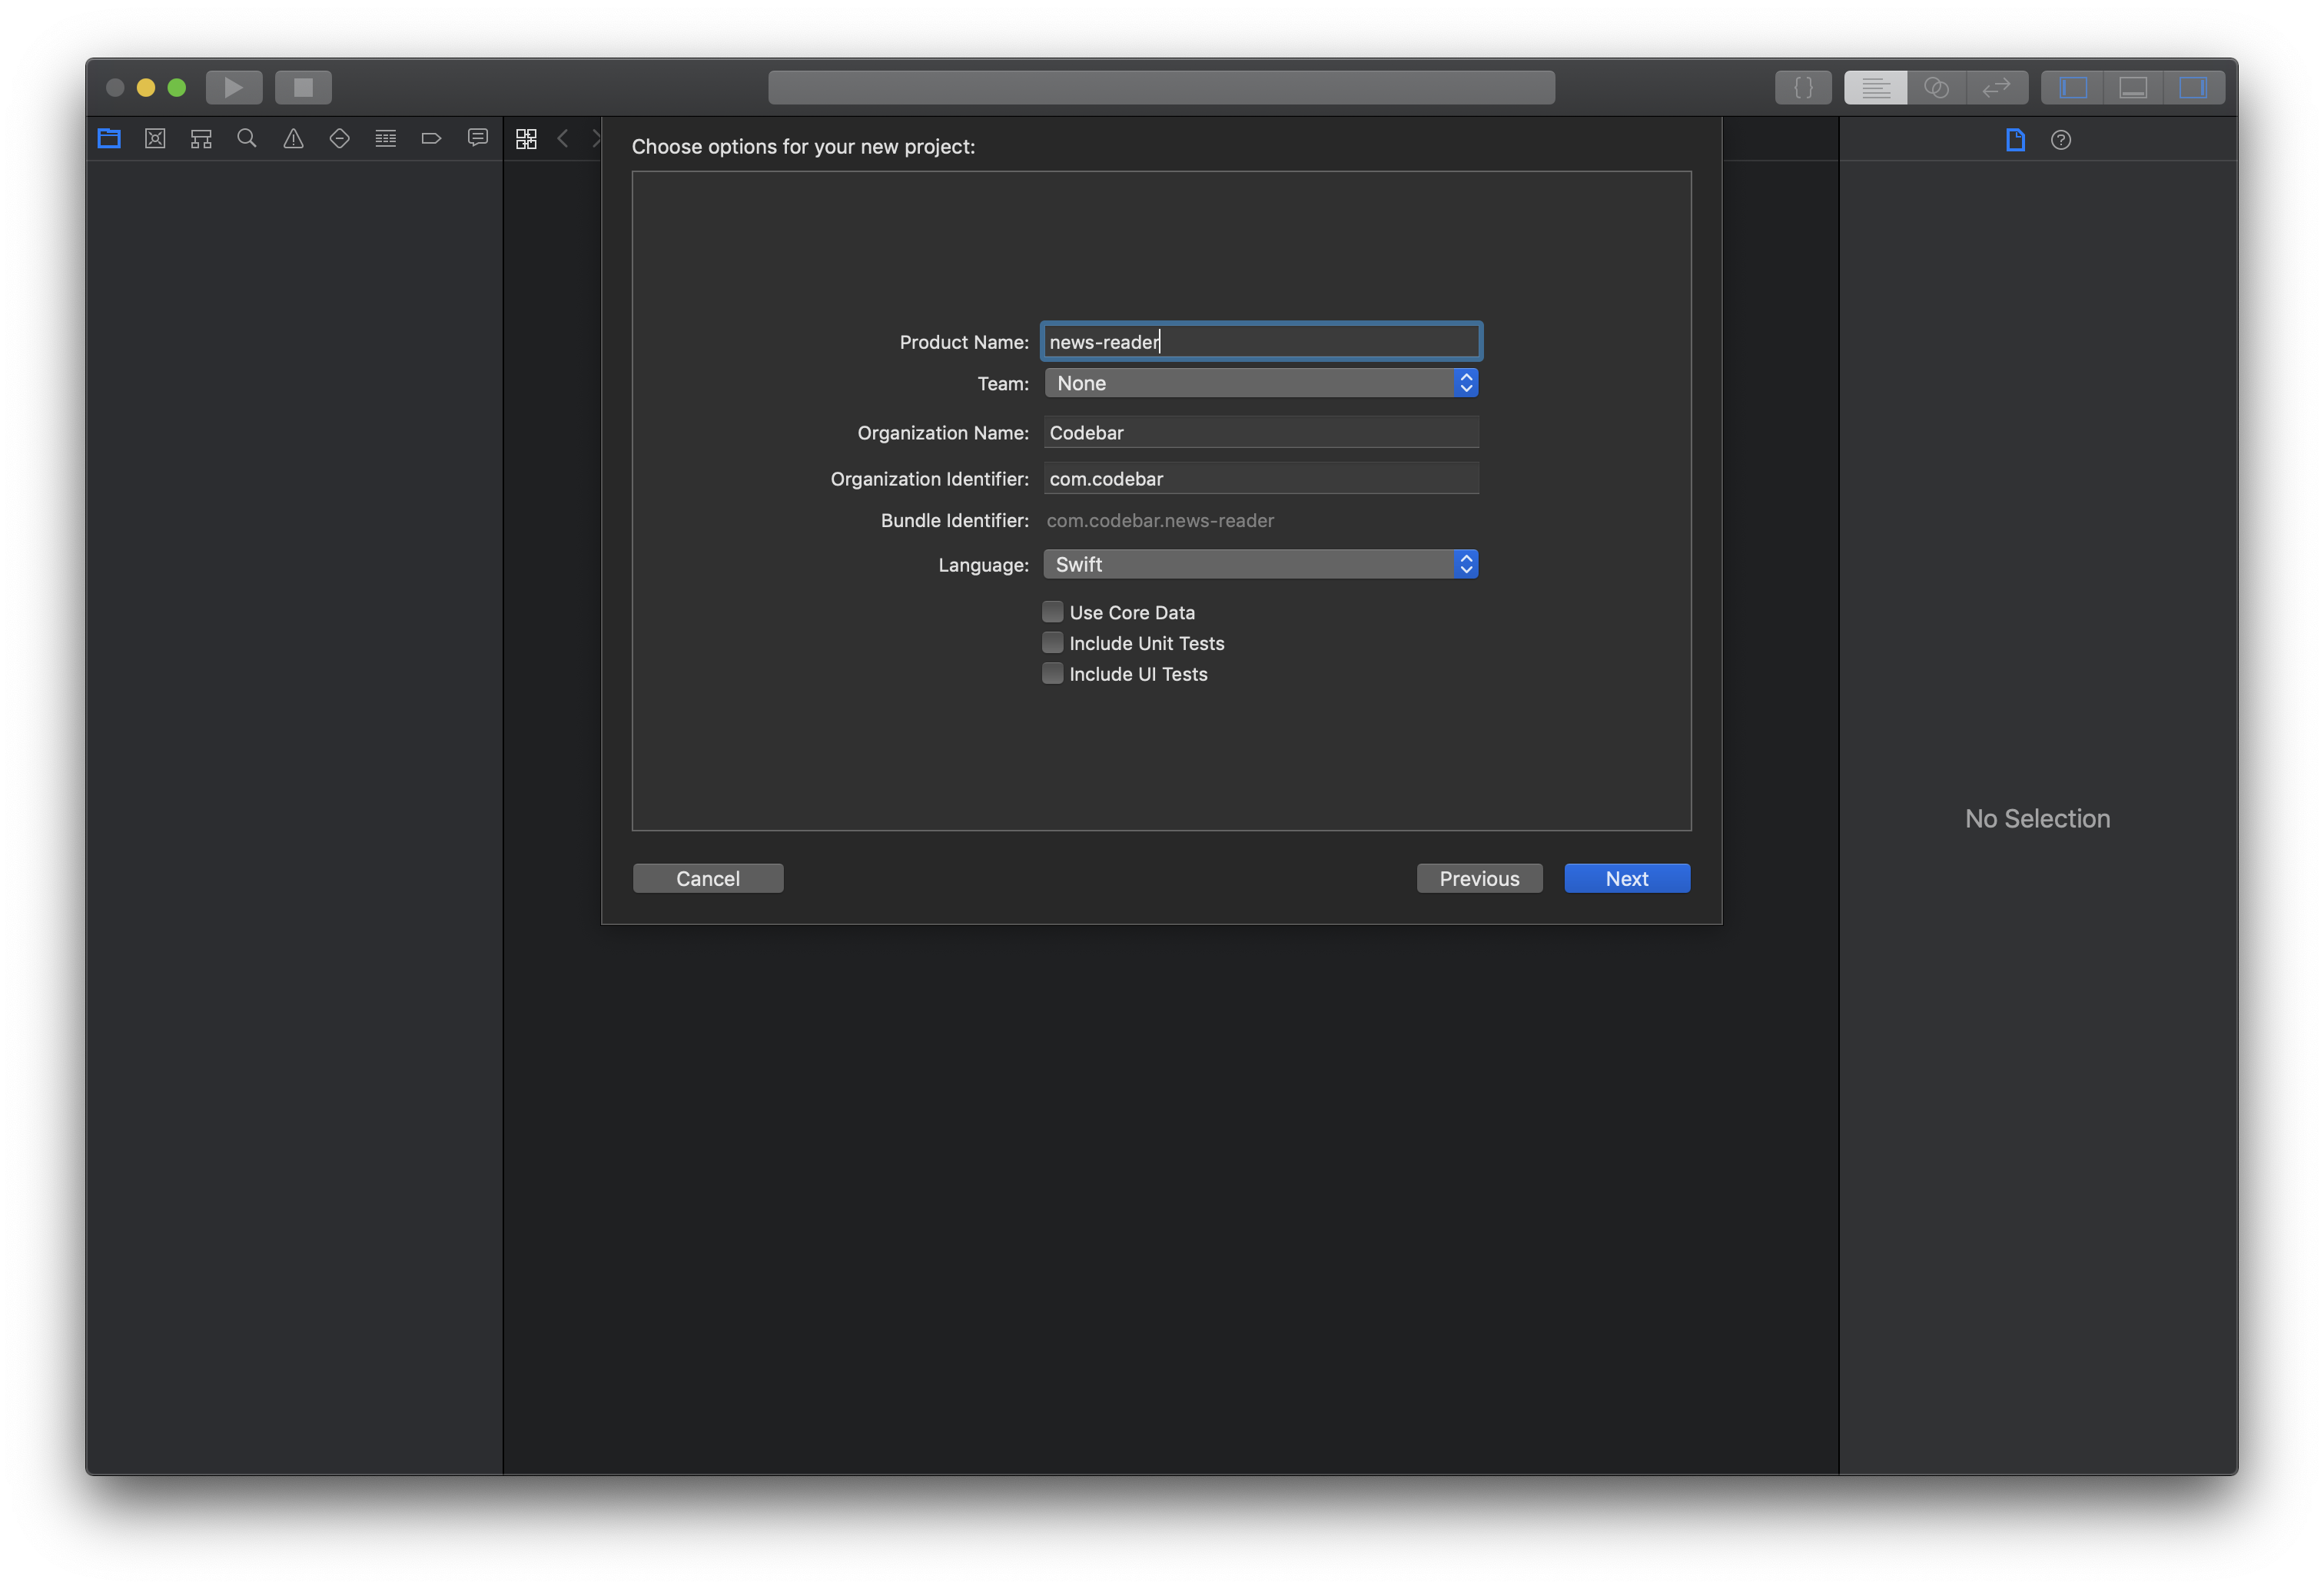 Choose options for your new project:
Product Name: news-reader
Team: None
Organization Name: Codebar
Organization Identifier: com.codebar
Bundle Identifier: com.codebar.news-reader
Language: Swift
Use Core Data
Include Unit Tests
Include UI Tests
No Selection
Cancel Previous Next